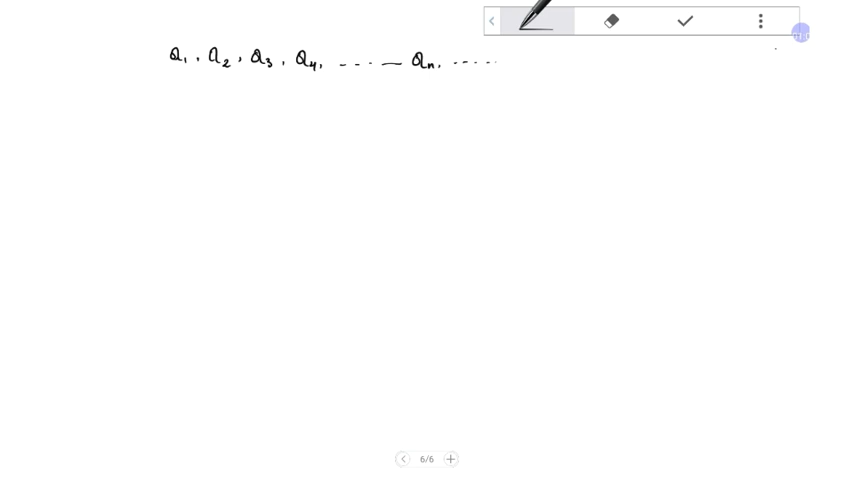 a₁, a₂, a₃, a₄, ---- — aₙ, -----
6/6